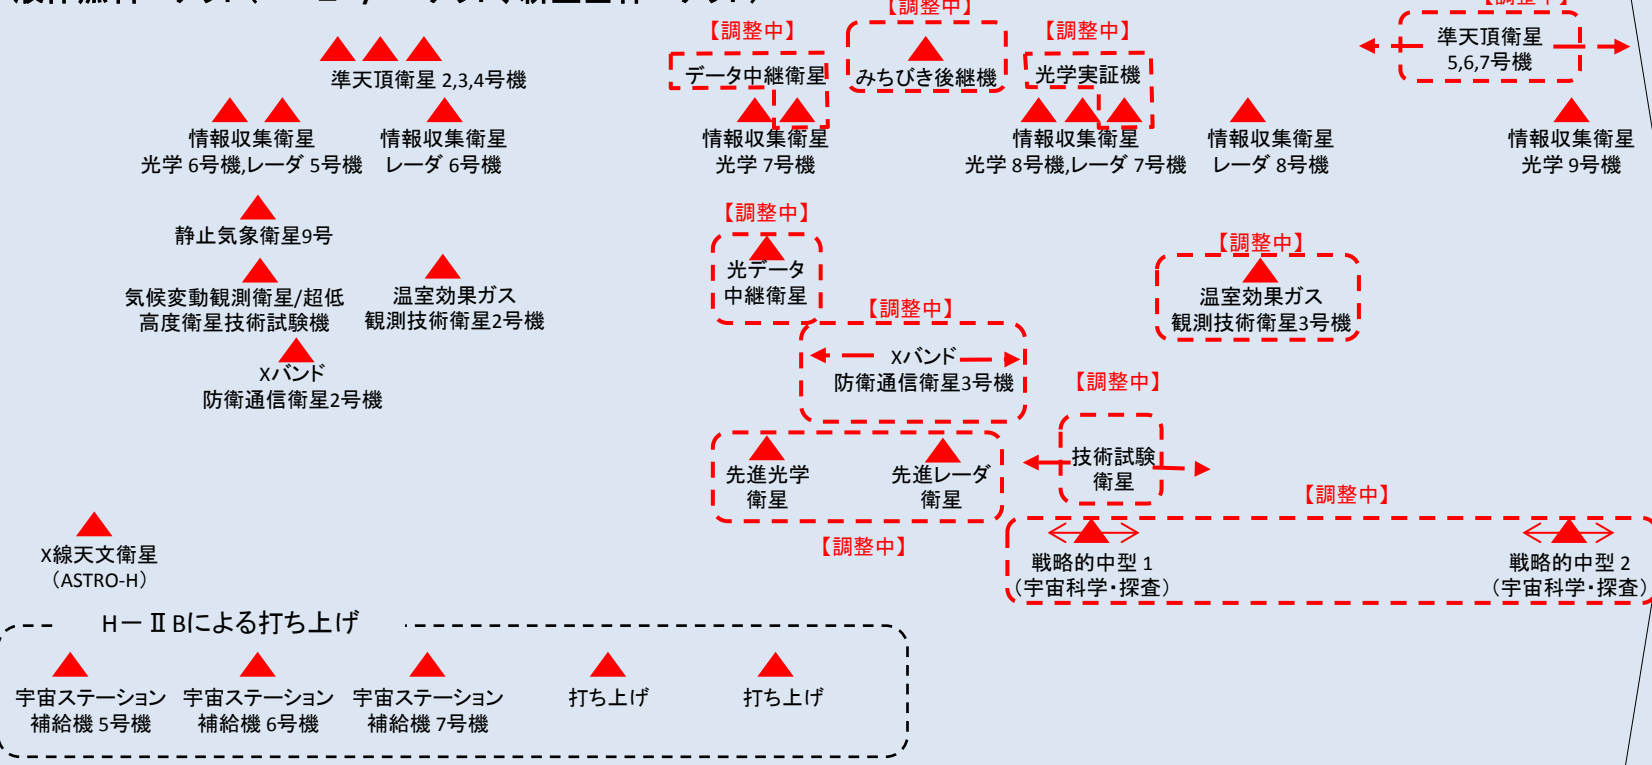 【調整中】
【調整中】
【調整中】
【調整中】
準天頂衛星 2,3,4号機
データ中継衛星
みちびき後継機
光学実証機
準天頂衛星
5,6,7号機
情報収集衛星
光学 6号機,レーダ 5号機
情報収集衛星
レーダ 6号機
情報収集衛星
光学 7号機
情報収集衛星
光学 8号機,レーダ 7号機
情報収集衛星
レーダ 8号機
情報収集衛星
光学 9号機
静止気象衛星9号
【調整中】
光データ
中継衛星
【調整中】
温室効果ガス
観測技術衛星3号機
気候変動観測衛星/超低
高度衛星技術試験機
温室効果ガス
観測技術衛星2号機
【調整中】
Xバンド
防衛通信衛星3号機
Xバンド
防衛通信衛星2号機
【調整中】
技術試験
衛星
先進光学
衛星
先進レーダ
衛星
【調整中】
【調整中】
戦略的中型 1
(宇宙科学・探査)
戦略的中型 2
(宇宙科学・探査)
X線天文衛星
(ASTRO-H)
H－ⅡBによる打ち上げ
宇宙ステーション
補給機 5号機
宇宙ステーション
補給機 6号機
宇宙ステーション
補給機 7号機
打ち上げ
打ち上げ